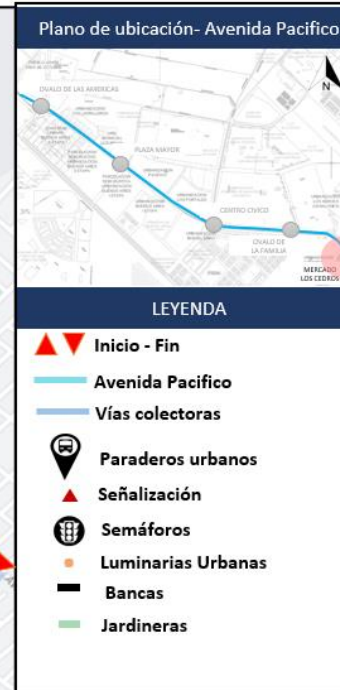 Plano de ubicación- Avenida Pacifico
N
OVALO DE LAS AMERICAS
PLAZA MAYOR
CENTRO CIVICO
OVALO DE
LA FAMILIA
MERCADO
LOS CEDROS
LEYENDA
Inicio - Fin
Avenida Pacifico
Vías colectoras
Paraderos urbanos
Señalización
Semáforos
Luminarias Urbanas
Bancas
Jardineras